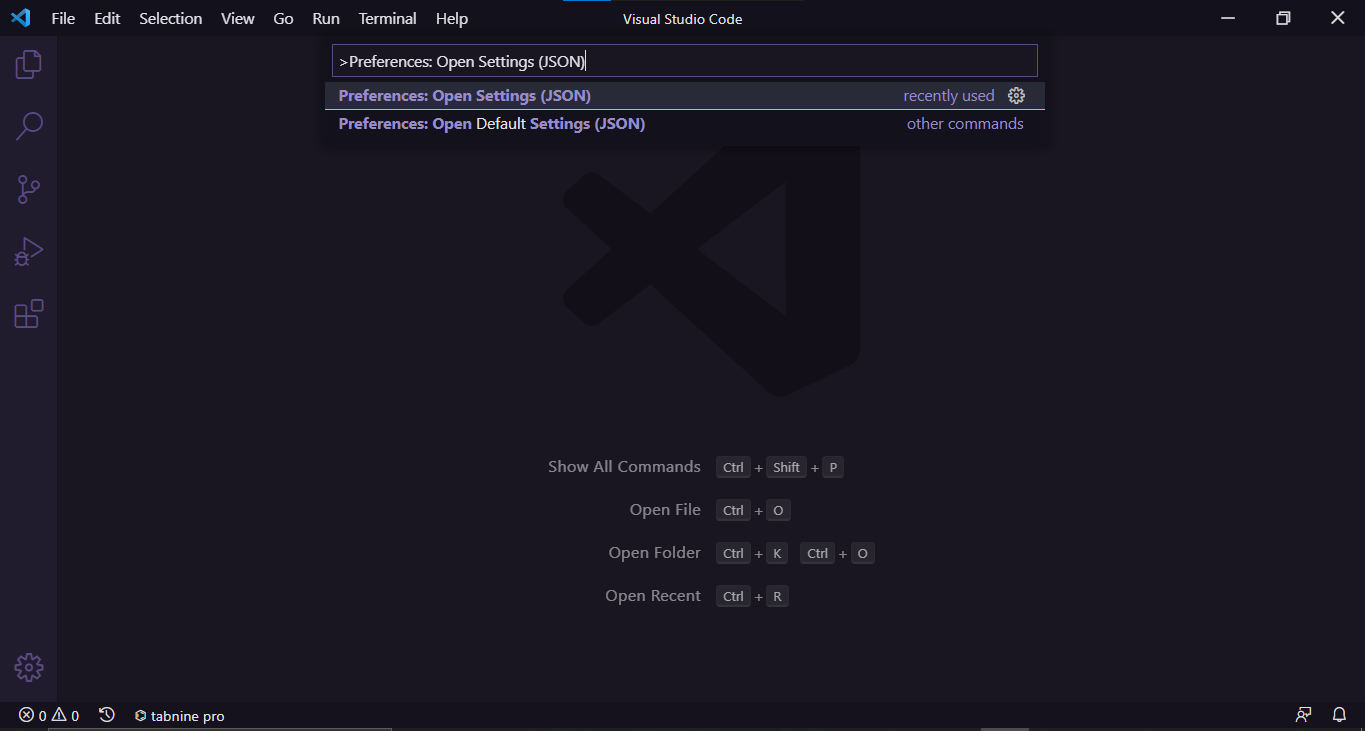 File Edit Selection View Go Run Terminal Help Visual Studio Code
>Preferences: Open Settings (JSON)
Preferences: Open Settings (JSON) recently used
Preferences: Open Default Settings (JSON) other commands
Show All Commands Ctrl + Shift + P
Open File Ctrl + O
Open Folder Ctrl + K Ctrl + O
Open Recent Ctrl + R
0 0 tabnine pro